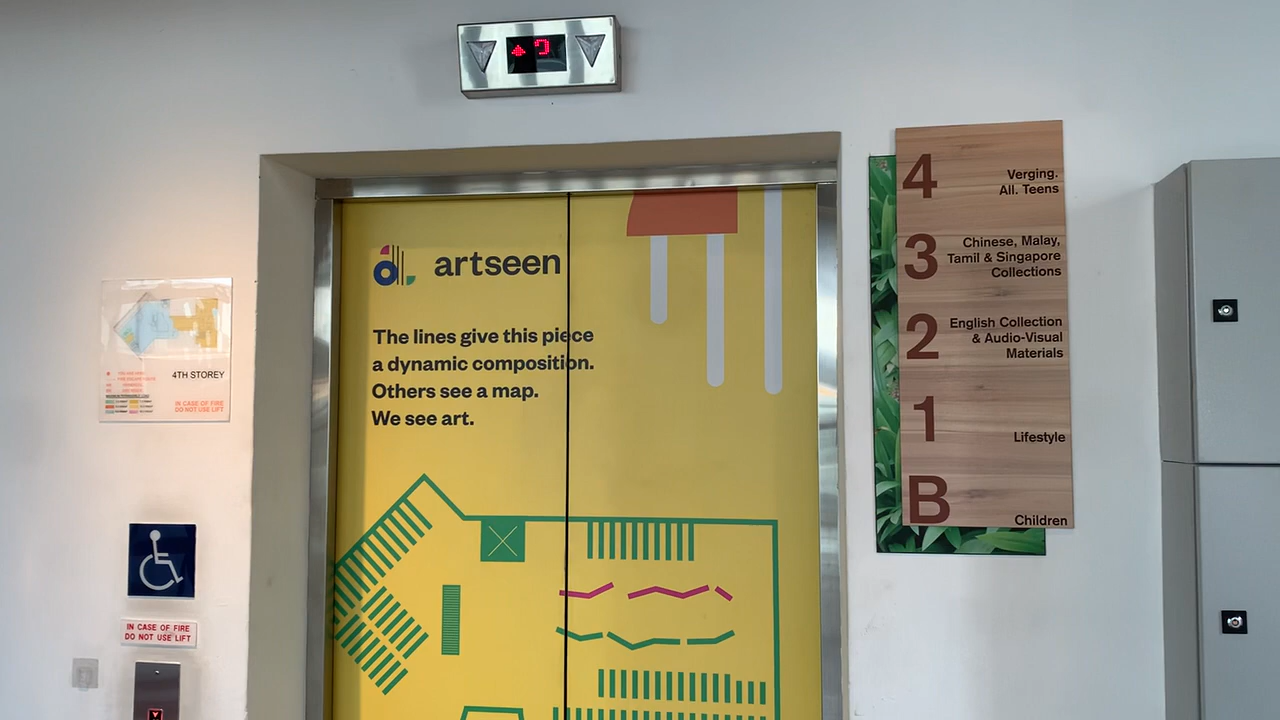 artseen
The lines give this piece
a dynamic composition.
Others see a map.
We see art.
4TH STOREY
IN CASE OF FIRE
DO NOT USE LIFT
IN CASE OF FIRE
DO NOT USE LIFT
4
Verging.
All. Teens
3
Chinese, Malay,
Tamil & Singapore
Collections
2
English Collection
& Audio-Visual
Materials
1
Lifestyle
B
Children